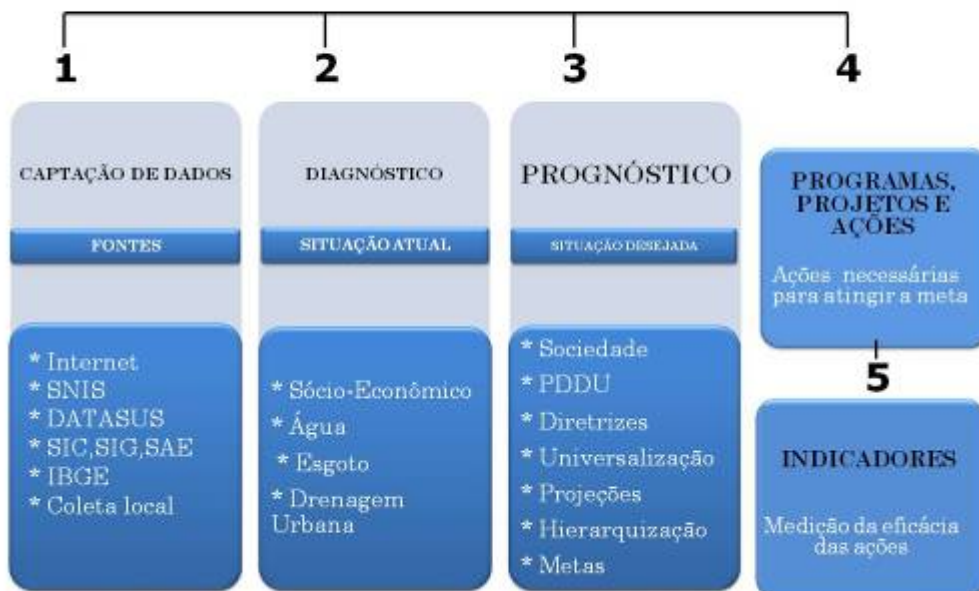 1
CAPTAÇÃO DE DADOS
FONTES
* Internet
* SNIS
* DATASUS
* SIC,SIG,SAE
* IBGE
* Coleta local
2
DIAGNÓSTICO
SITUAÇÃO ATUAL
* Sócio-Econômico
* Água
* Esgoto
* Drenagem
Urbana
3
PROGNÓSTICO
SITUAÇÃO DESEJADA
* Sociedade
* PDDU
* Diretrizes
* Universalização
* Projeções
* Hierarquização
* Metas
4
PROGRAMAS,
PROJETOS E
AÇÕES
Ações necessárias
para atingir a meta
5
INDICADORES
Medição da eficácia
das ações